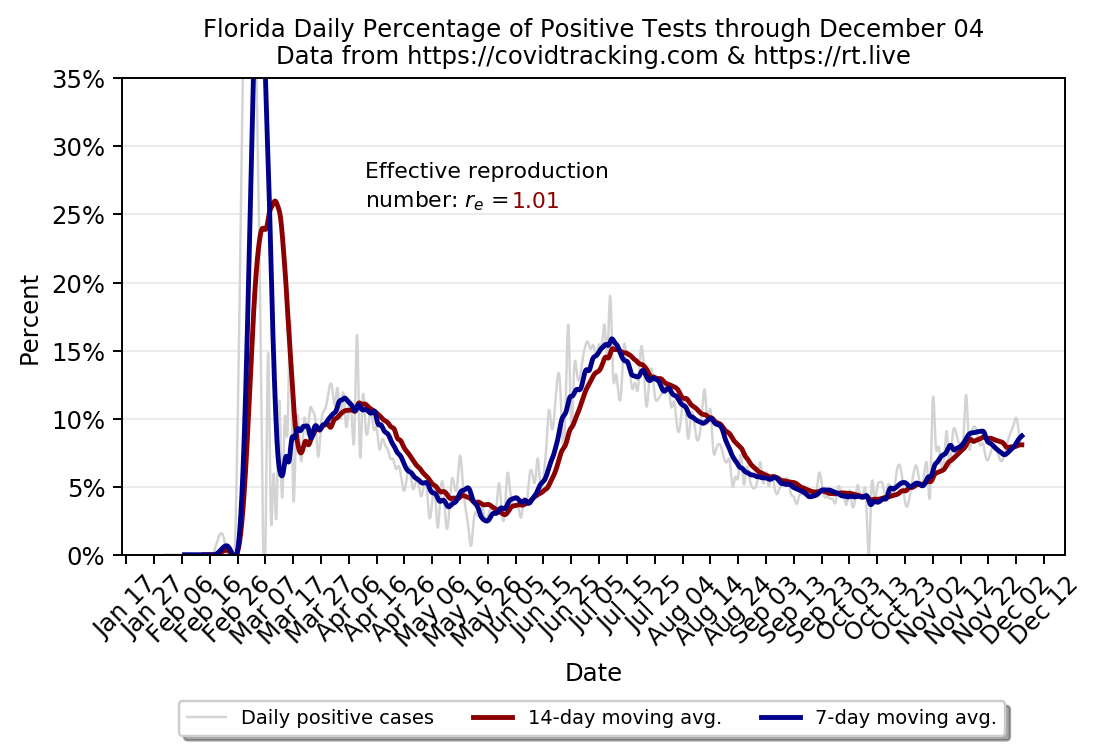 Florida Daily Percentage of Positive Tests through December 04
Data from https://covidtracking.com & https://rt.live
35%
30%
25%
20%
15%
10%
5%
0%
Percent
Effective reproduction
number: rₑ = 1.01
Jan 17
Jan 27
Feb 06
Feb 16
Feb 26
Mar 07
Mar 17
Mar 27
Apr 06
Apr 16
Apr 26
May 06
May 16
May 26
Jun 05
Jun 15
Jun 25
Jul 05
Jul 15
Jul 25
Aug 04
Aug 14
Aug 24
Sep 03
Sep 13
Sep 23
Oct 03
Oct 13
Oct 23
Nov 02
Nov 12
Nov 22
Dec 02
Dec 12
Date
Daily positive cases
14-day moving avg.
7-day moving avg.